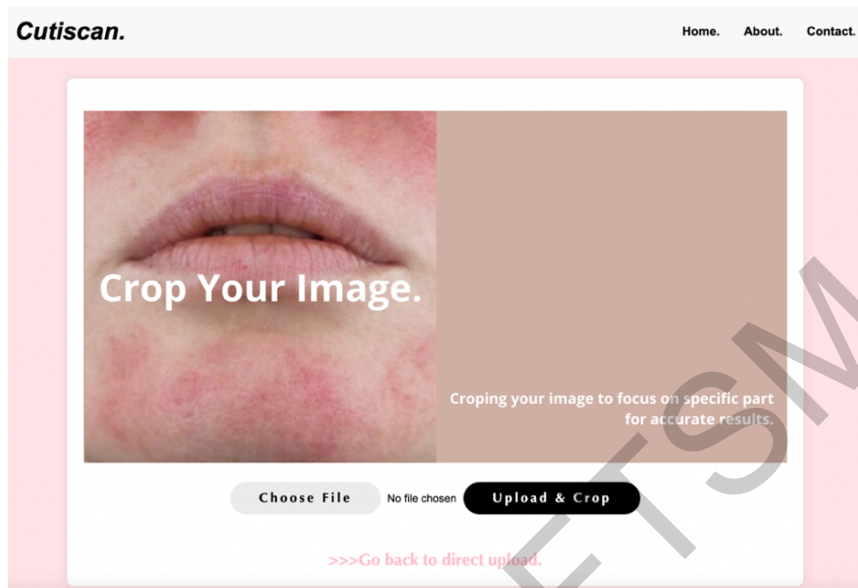 Cutiscan.
Home. About. Contact.
Crop Your Image.
Croping your image to focus on specific part
for accurate results.
Choose File No file chosen Upload & Crop
>>>Go back to direct upload.
ETSM